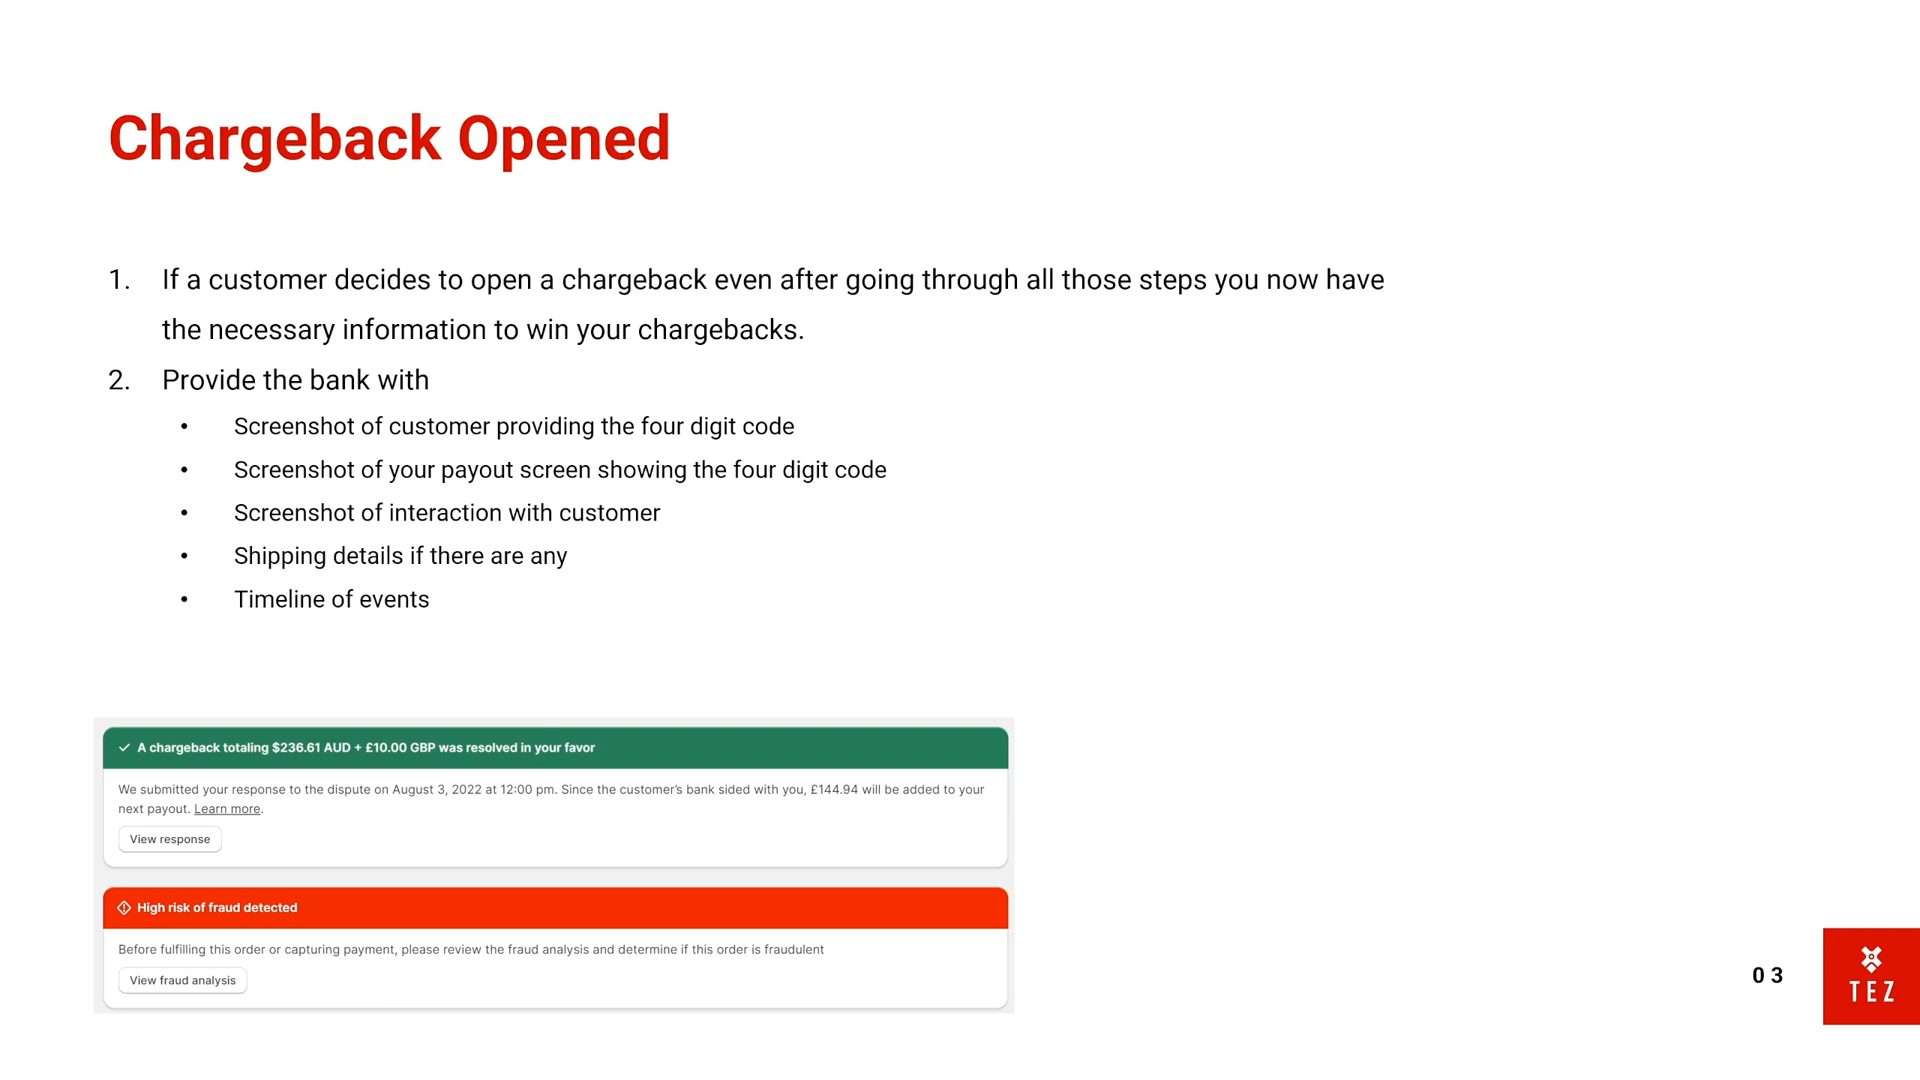 Chargeback Opened
1. If a customer decides to open a chargeback even after going through all those steps you now have
the necessary information to win your chargebacks.
2. Provide the bank with
• Screenshot of customer providing the four digit code
• Screenshot of your payout screen showing the four digit code
• Screenshot of interaction with customer
• Shipping details if there are any
• Timeline of events
A chargeback totaling $236.61 AUD + £10.00 GBP was resolved in your favor
We submitted your response to the dispute on August 3, 2022 at 12:00 pm. Since the customer's bank sided with you, £144.94 will be added to your
next payout. Learn more.
View response
High risk of fraud detected
Before fulfilling this order or capturing payment, please review the fraud analysis and determine if this order is fraudulent
View fraud analysis
03
TEZ